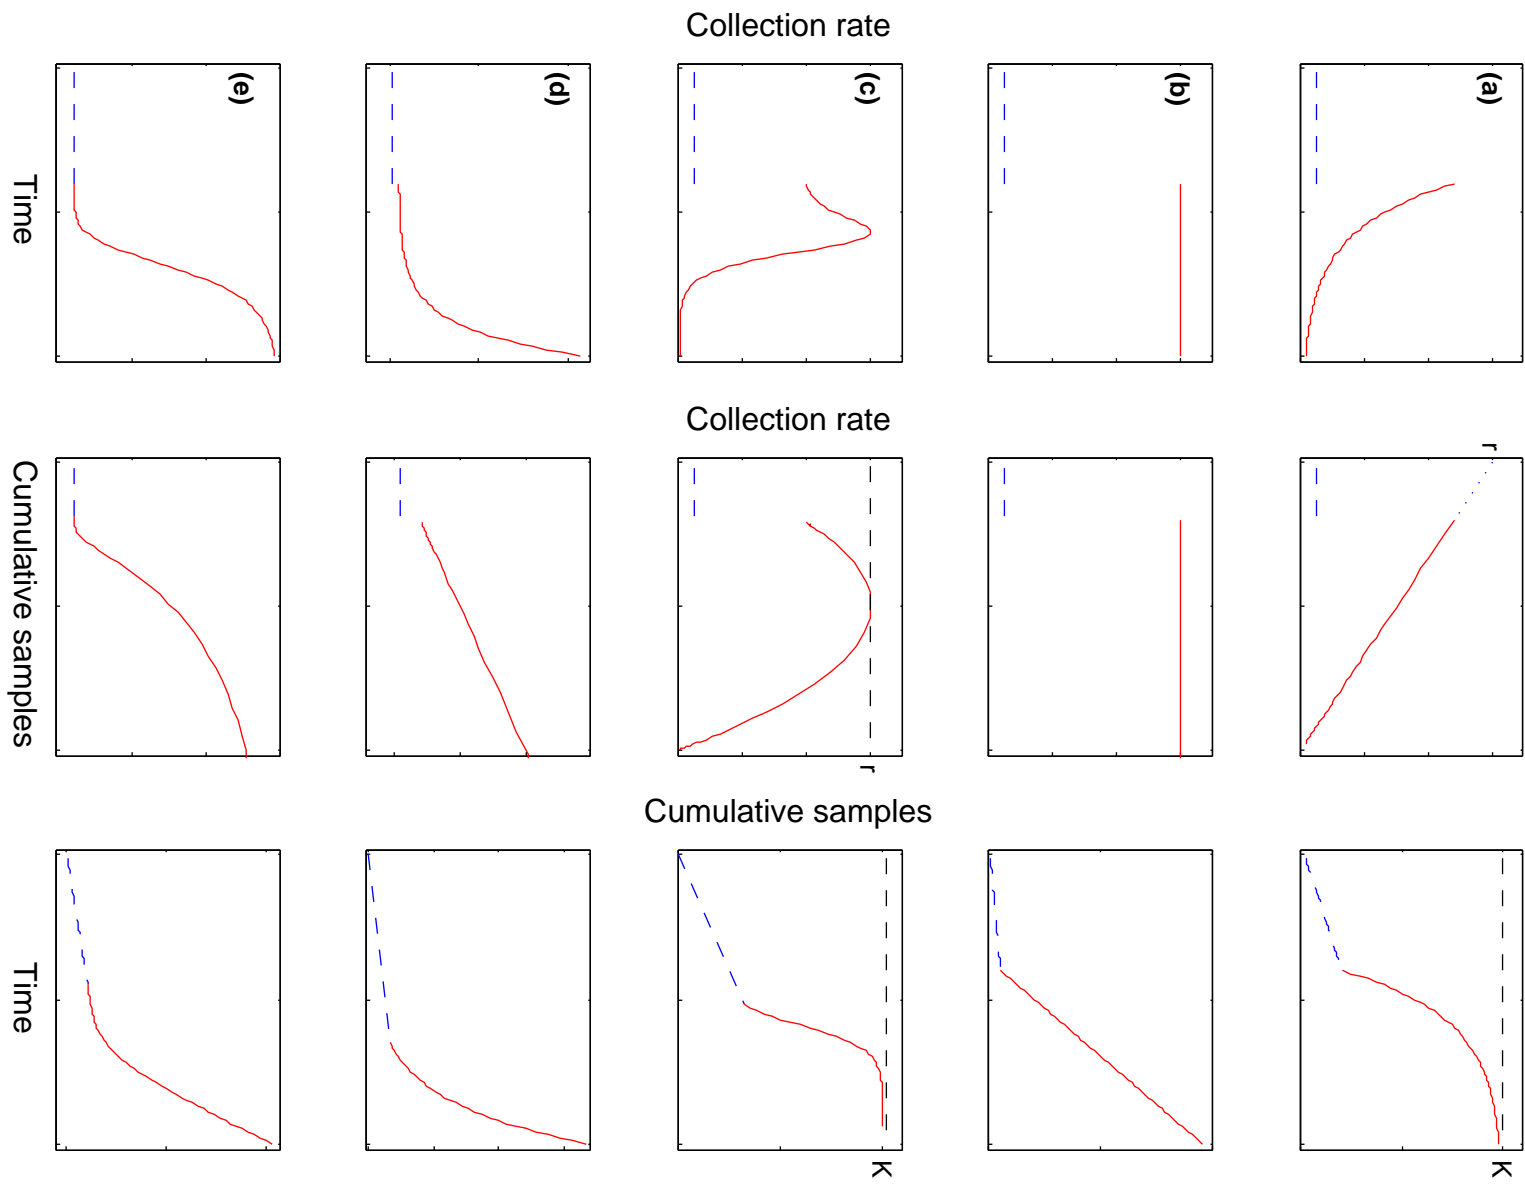 Collection rate
(e)
(d)
(c)
(b)
(a)
Time
Collection rate
r
Cumulative samples
r
Cumulative samples
Time
K
K